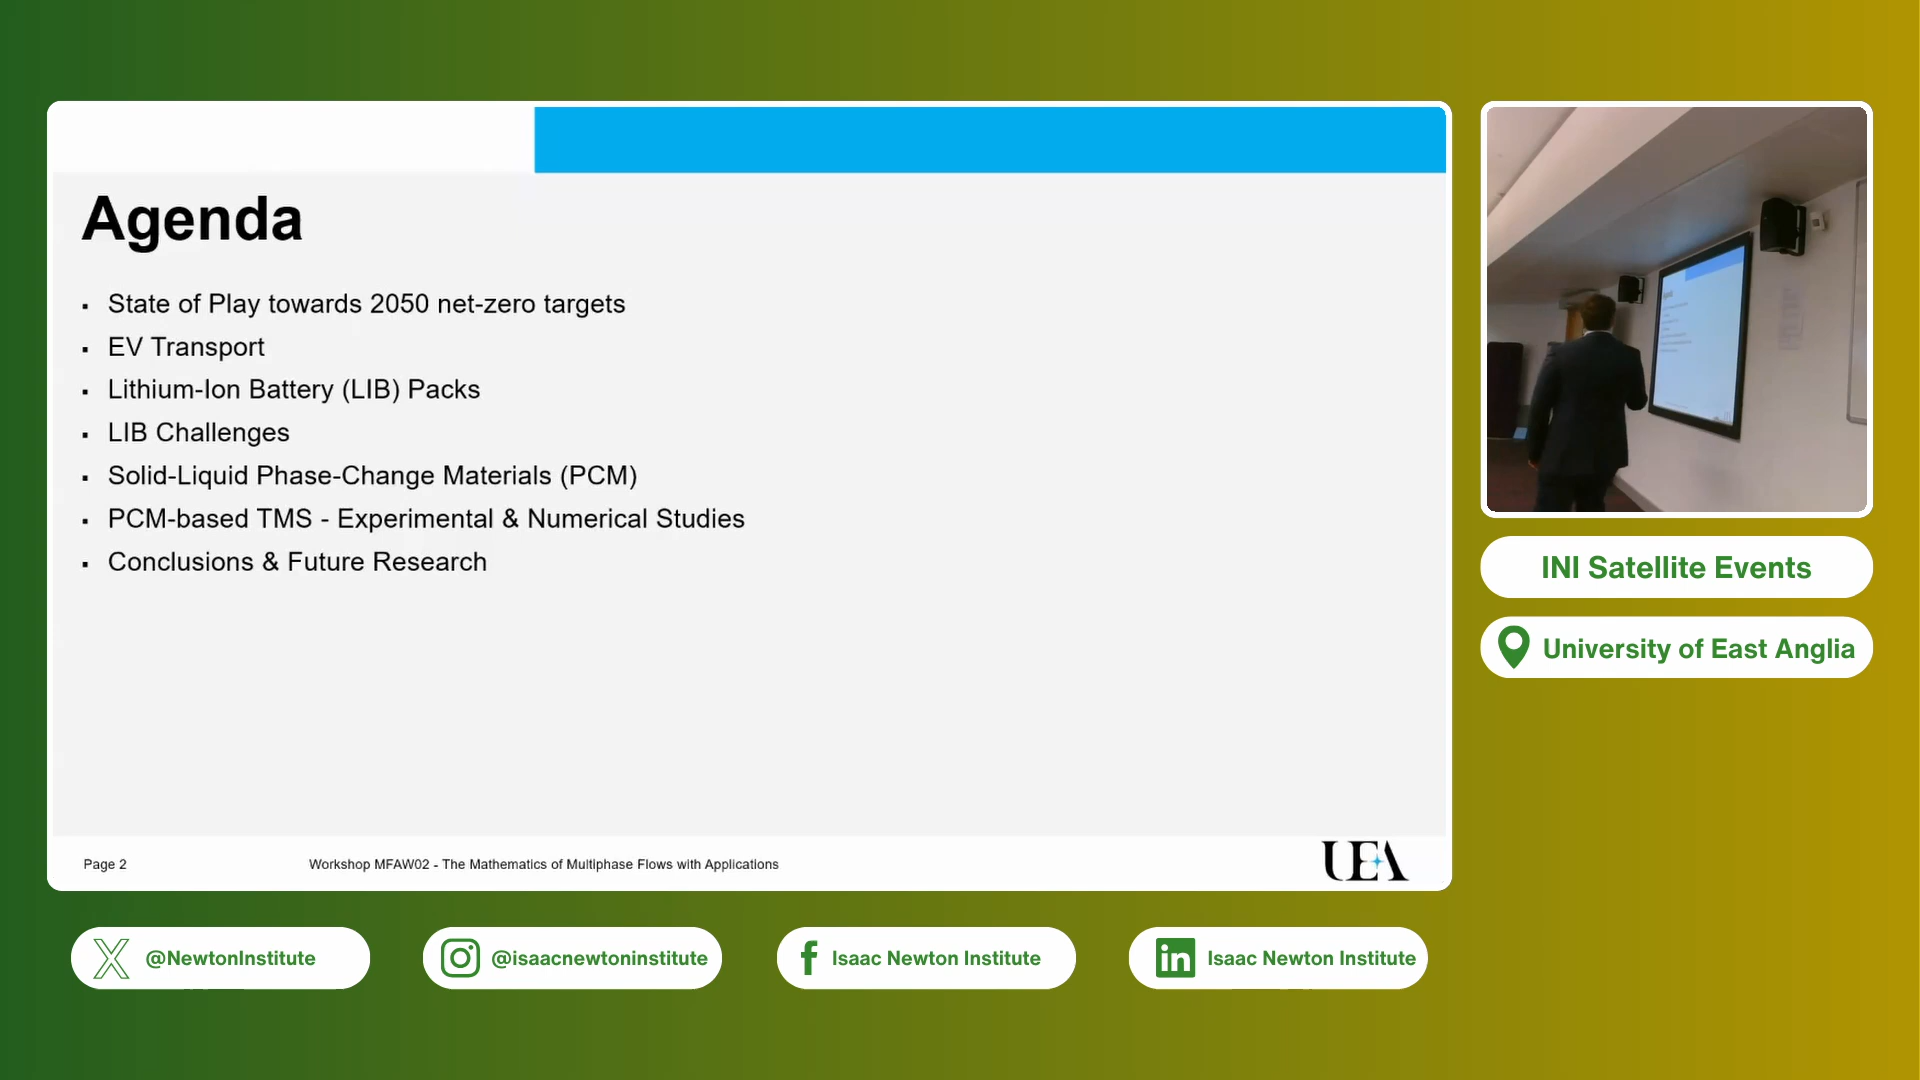 Agenda
▪ State of Play towards 2050 net-zero targets
▪ EV Transport
▪ Lithium-Ion Battery (LIB) Packs
▪ LIB Challenges
▪ Solid-Liquid Phase-Change Materials (PCM)
▪ PCM-based TMS - Experimental & Numerical Studies
▪ Conclusions & Future Research
Page 2
Workshop MFAW02 - The Mathematics of Multiphase Flows with Applications
UEA
INI Satellite Events
University of East Anglia
@NewtonInstitute
@isaacnewtoninstitute
Isaac Newton Institute
Isaac Newton Institute